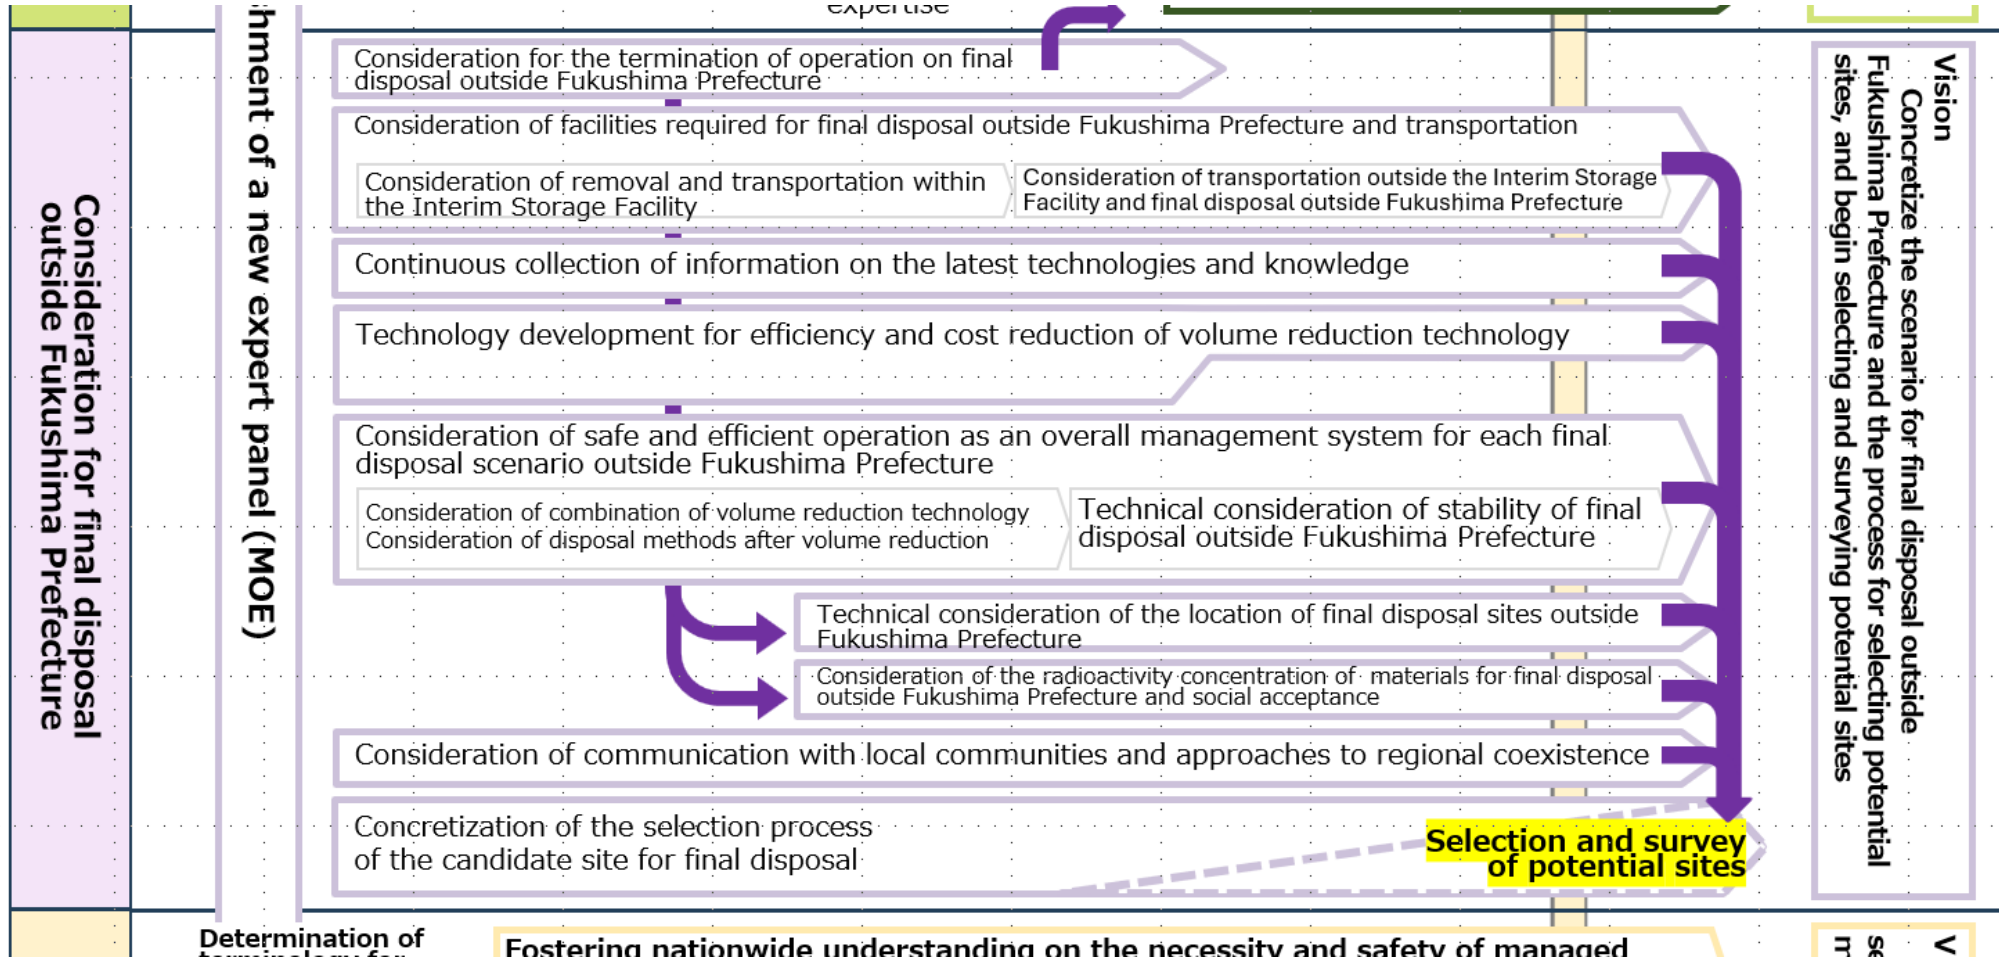 expertise
Consideration for final disposal
outside Fukushima Prefecture
hment of a new expert panel (MOE)
Consideration for the termination of operation on final
disposal outside Fukushima Prefecture
Consideration of facilities required for final disposal outside Fukushima Prefecture and transportation
Consideration of removal and transportation within
the Interim Storage Facility
Consideration of transportation outside the Interim Storage
Facility and final disposal outside Fukushima Prefecture
Continuous collection of information on the latest technologies and knowledge
Technology development for efficiency and cost reduction of volume reduction technology
Consideration of safe and efficient operation as an overall management system for each final
disposal scenario outside Fukushima Prefecture
Consideration of combination of volume reduction technology
Consideration of disposal methods after volume reduction
Technical consideration of stability of final
disposal outside Fukushima Prefecture
Technical consideration of the location of final disposal sites outside
Fukushima Prefecture
Consideration of the radioactivity concentration of materials for final disposal
outside Fukushima Prefecture and social acceptance
Consideration of communication with local communities and approaches to regional coexistence
Concretization of the selection process
of the candidate site for final disposal
Selection and survey
of potential sites
Vision
Concretize the scenario for final disposal outside
Fukushima Prefecture and the process for selecting potential
sites, and begin selecting and surveying potential sites
Determination of
terminology for
Fostering nationwide understanding on the necessity and safety of managed
V
se
m